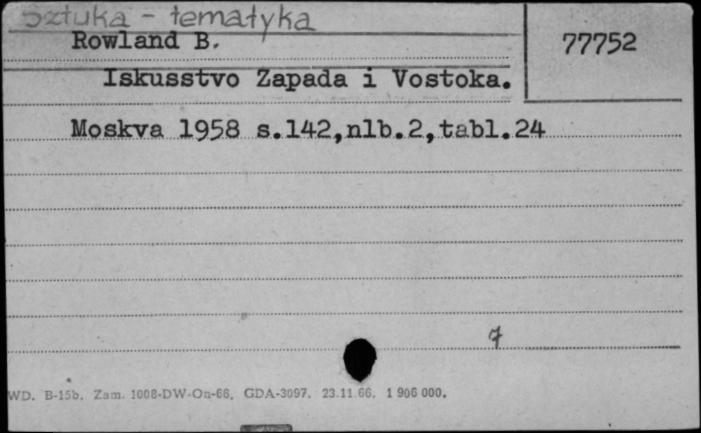 Sztuka - tematyka
Rowland B.
77752
Iskusstvo Zapada i Vostoka.
Moskva 1958 s.142,nlb.2,tabl.24
7
WD. B-15b. Zam. 1008-DW-On-66. GDA-3097. 23.11.66. 1 906 000.